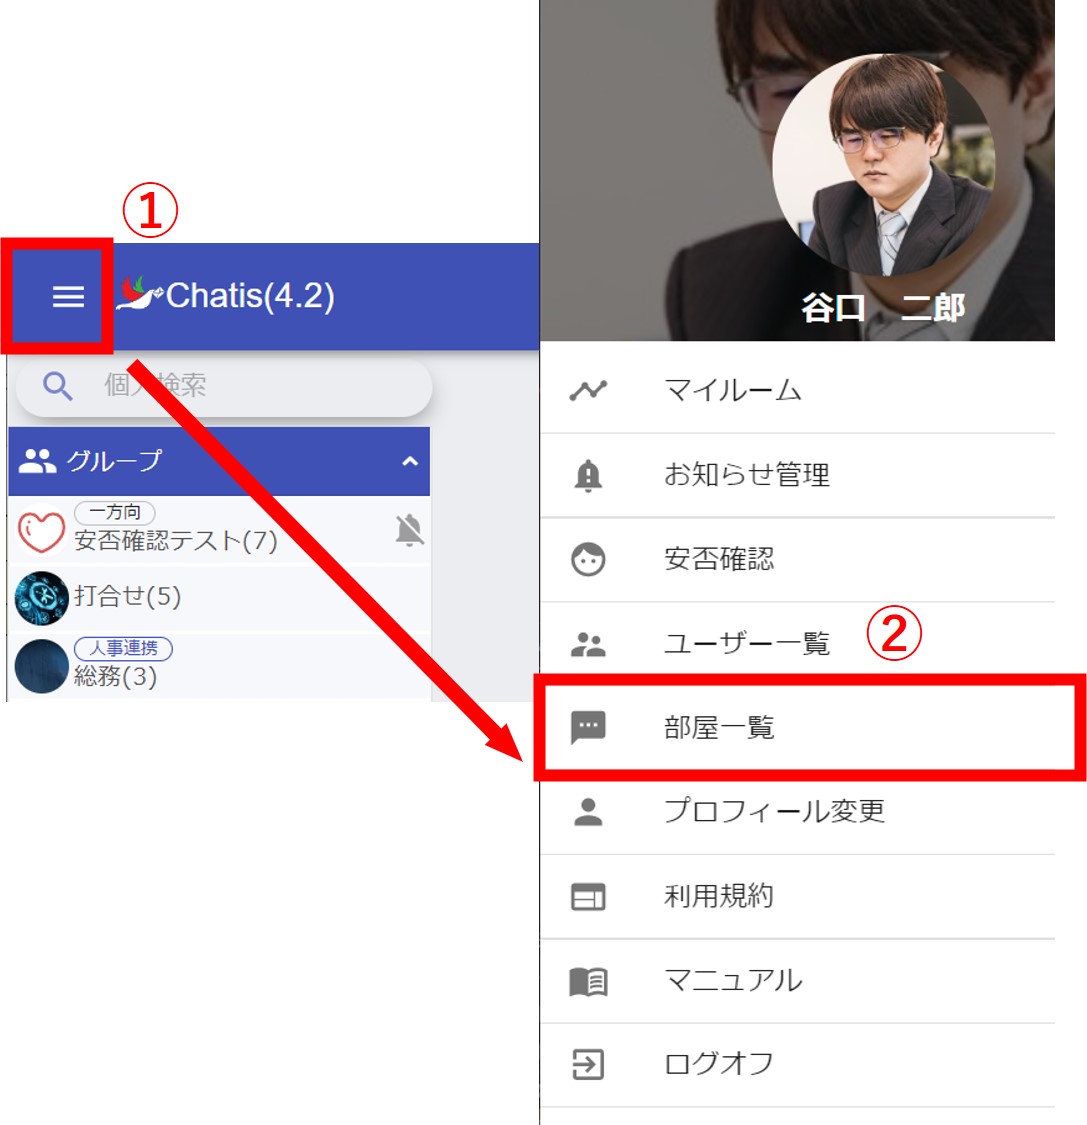 ①
Chatis(4.2)
個人検索
グループ
一方向
安否確認テスト(7)
打合せ(5)
人事連携
総務(3)
谷口　二郎
マイルーム
お知らせ管理
安否確認
ユーザー一覧
②
部屋一覧
プロフィール変更
利用規約
マニュアル
ログオフ